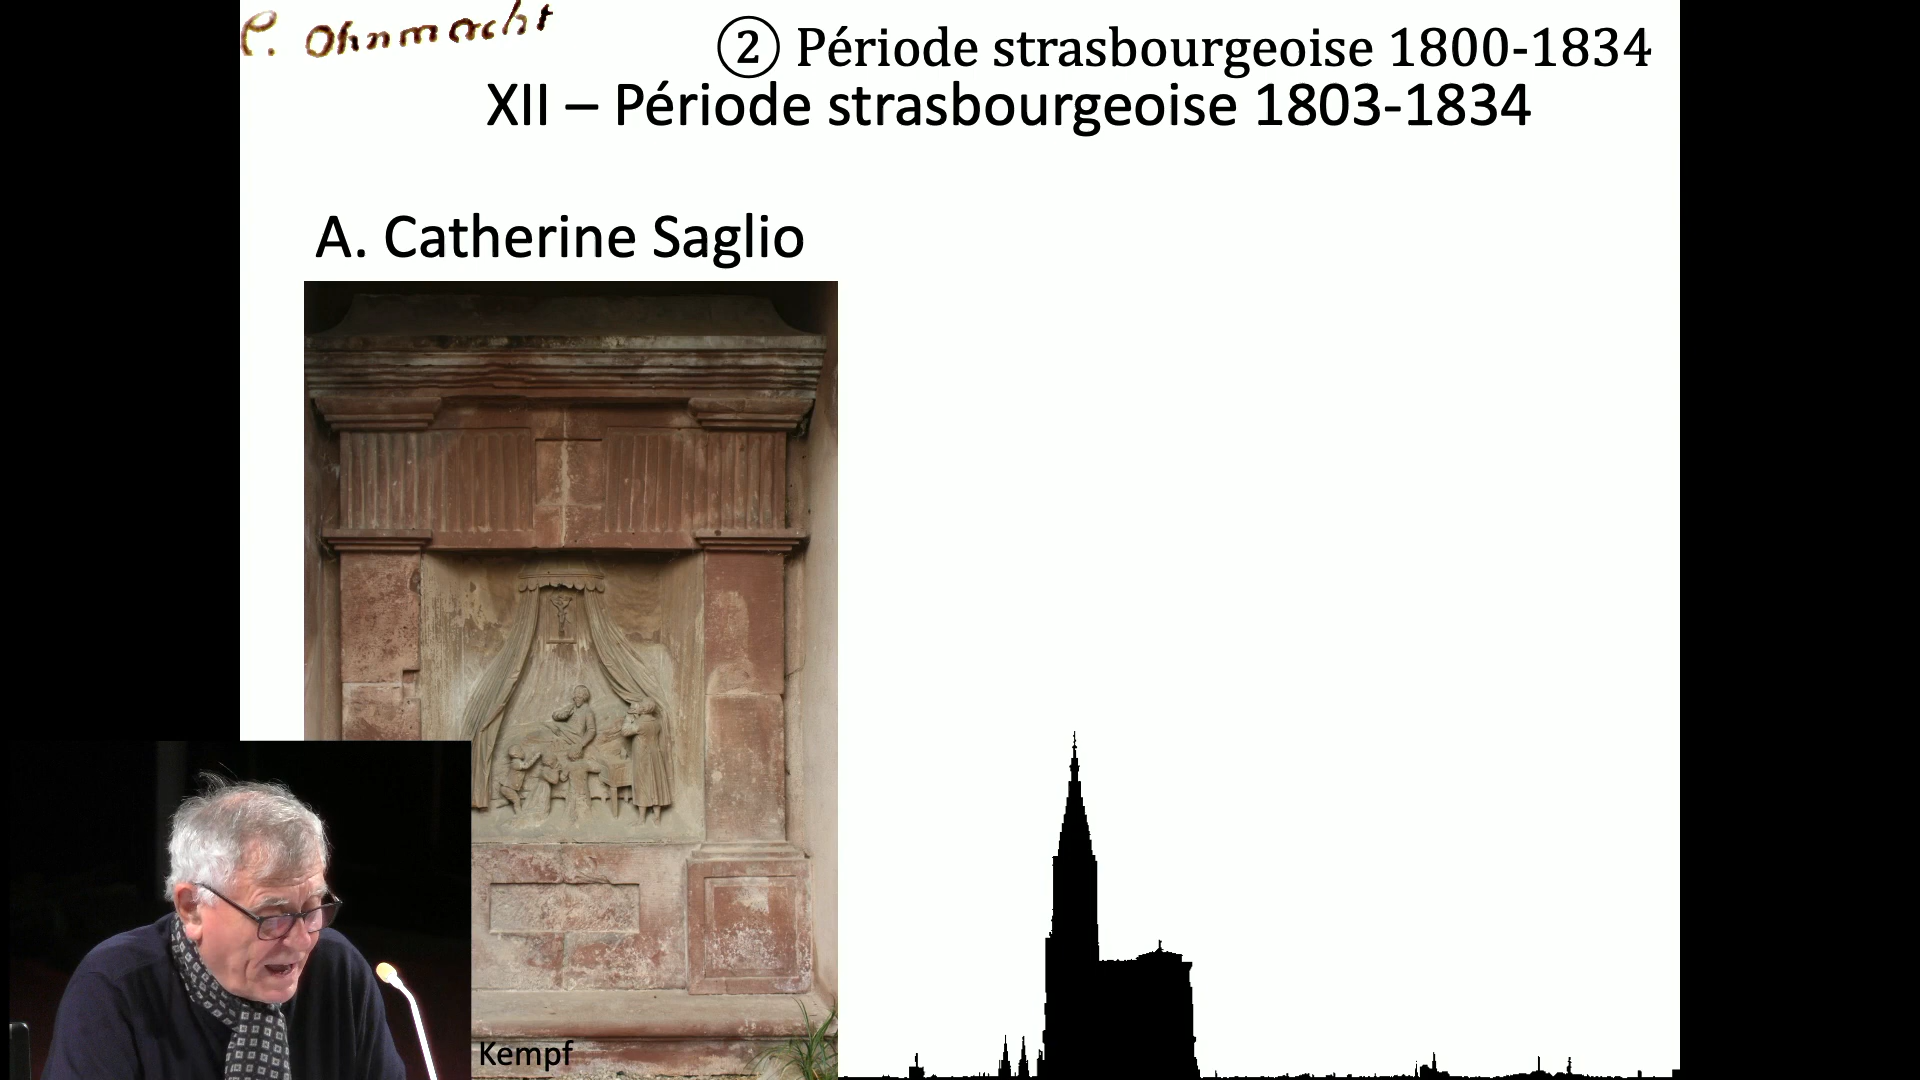 P. Ohnmacht
② Période strasbourgeoise 1800-1834
XII – Période strasbourgeoise 1803-1834
A. Catherine Saglio
Kempf